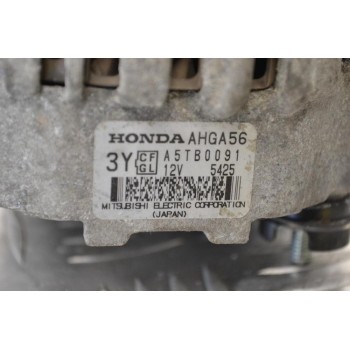 HONDA AHGA56
3Y CF GL A5TB0091
12V 5425
MITSUBISHI ELECTRIC CORPORATION
(JAPAN)